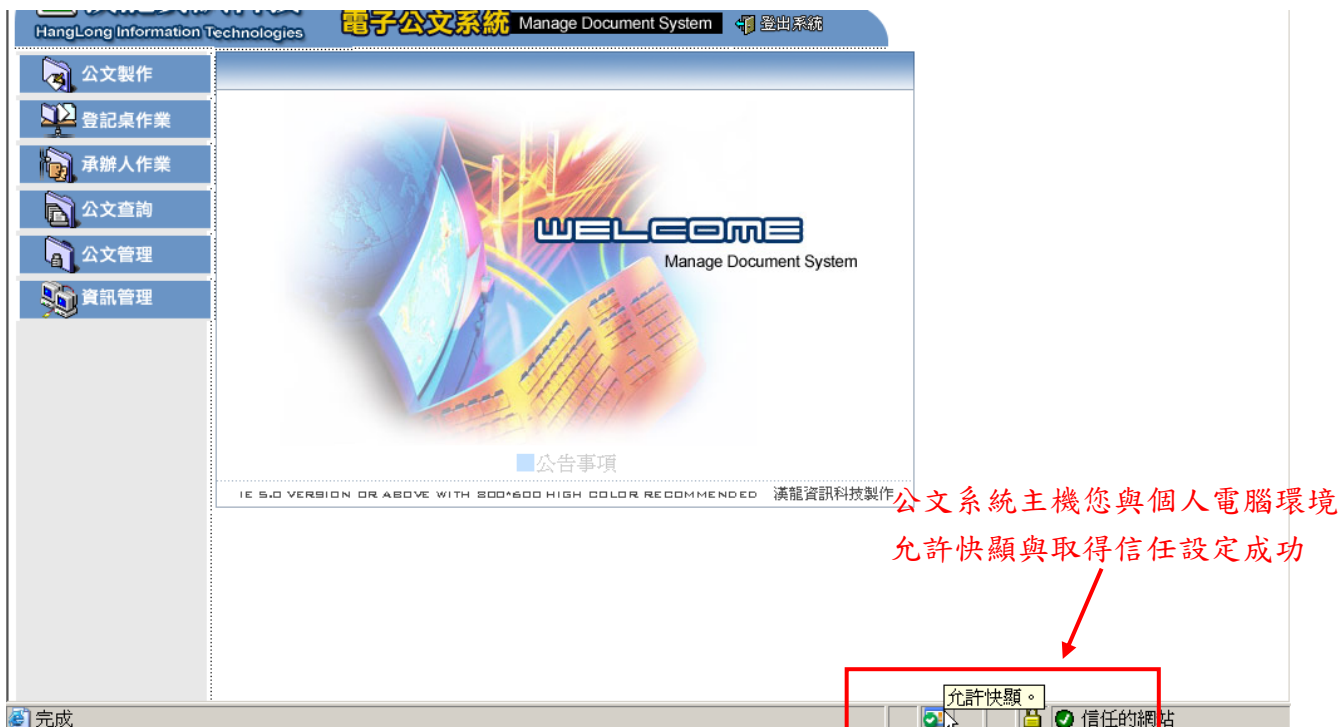 HangLong Information Technologies
電子公文系統 Manage Document System 登出系統
公文製作
登記桌作業
承辦人作業
公文查詢
公文管理
資訊管理
WELCOME
Manage Document System
公告事項
IE 5.0 VERSION OR ABOVE WITH 800*600 HIGH COLOR RECOMMENDED 漢龍資訊科技製作
公文系統主機您與個人電腦環境
允許快顯與取得信任設定成功
允許快顯。
完成
信任的網站